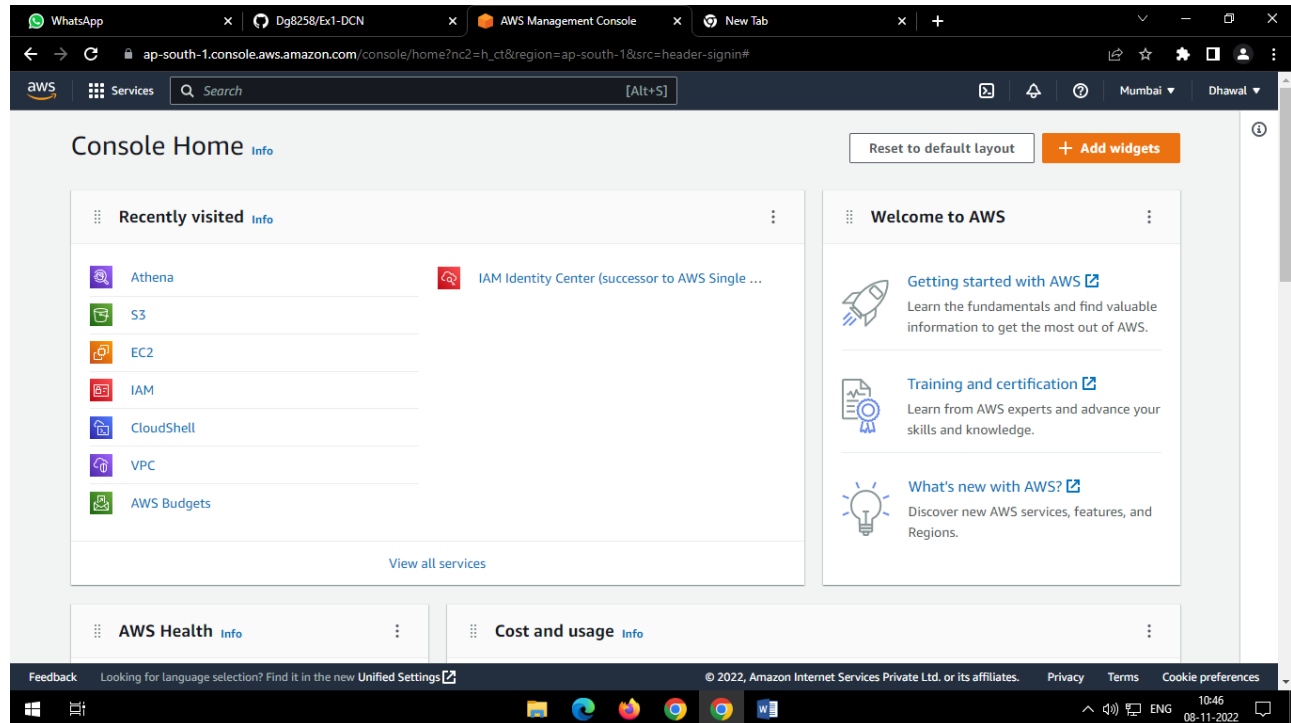 WhatsApp
Dg8258/Ex1-DCN
AWS Management Console
New Tab
ap-south-1.console.aws.amazon.com/console/home?nc2=h_ct&region=ap-south-1&src=header-signin#
aws
Services
Search
[Alt+S]
Mumbai
Dhawal
Console Home Info
Reset to default layout
Add widgets
Recently visited Info
Athena
S3
EC2
IAM
CloudShell
VPC
AWS Budgets
IAM Identity Center (successor to AWS Single ...
View all services
Welcome to AWS
Getting started with AWS
Learn the fundamentals and find valuable
information to get the most out of AWS.
Training and certification
Learn from AWS experts and advance your
skills and knowledge.
What's new with AWS?
Discover new AWS services, features, and
Regions.
AWS Health Info
Cost and usage Info
Feedback
Looking for language selection? Find it in the new Unified Settings
© 2022, Amazon Internet Services Private Ltd. or its affiliates.
Privacy
Terms
Cookie preferences
ENG
10:46
08-11-2022